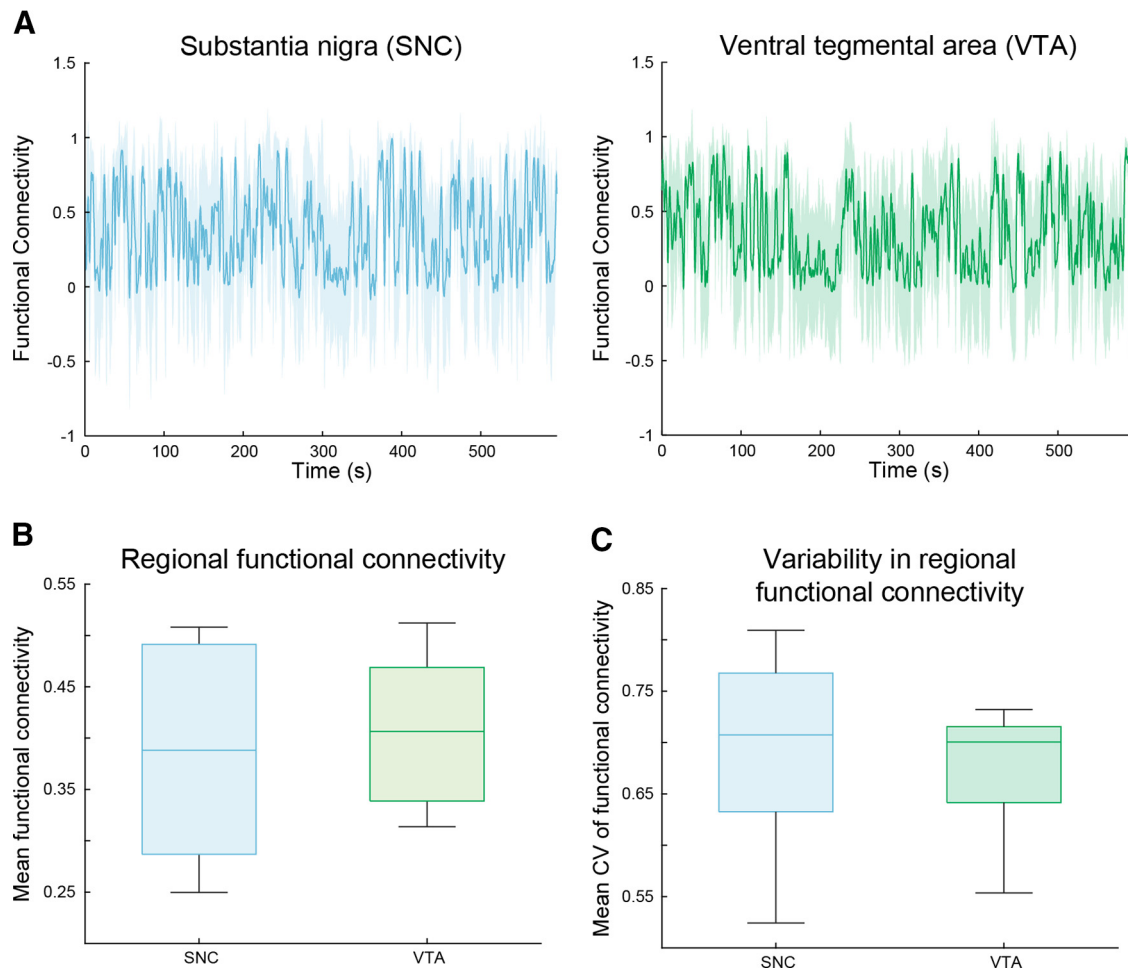 A
Substantia nigra (SNC)
Ventral tegmental area (VTA)
Functional Connectivity
1.5
1
0.5
0
-0.5
-1
0 100 200 300 400 500
Time (s)
Functional Connectivity
1.5
1
0.5
0
-0.5
-1
0 100 200 300 400 500
Time (s)
B
Regional functional connectivity
Mean functional connectivity
0.55
0.45
0.35
0.25
SNC VTA
C
Variability in regional
functional connectivity
Mean CV of functional connectivity
0.85
0.75
0.65
0.55
SNC VTA